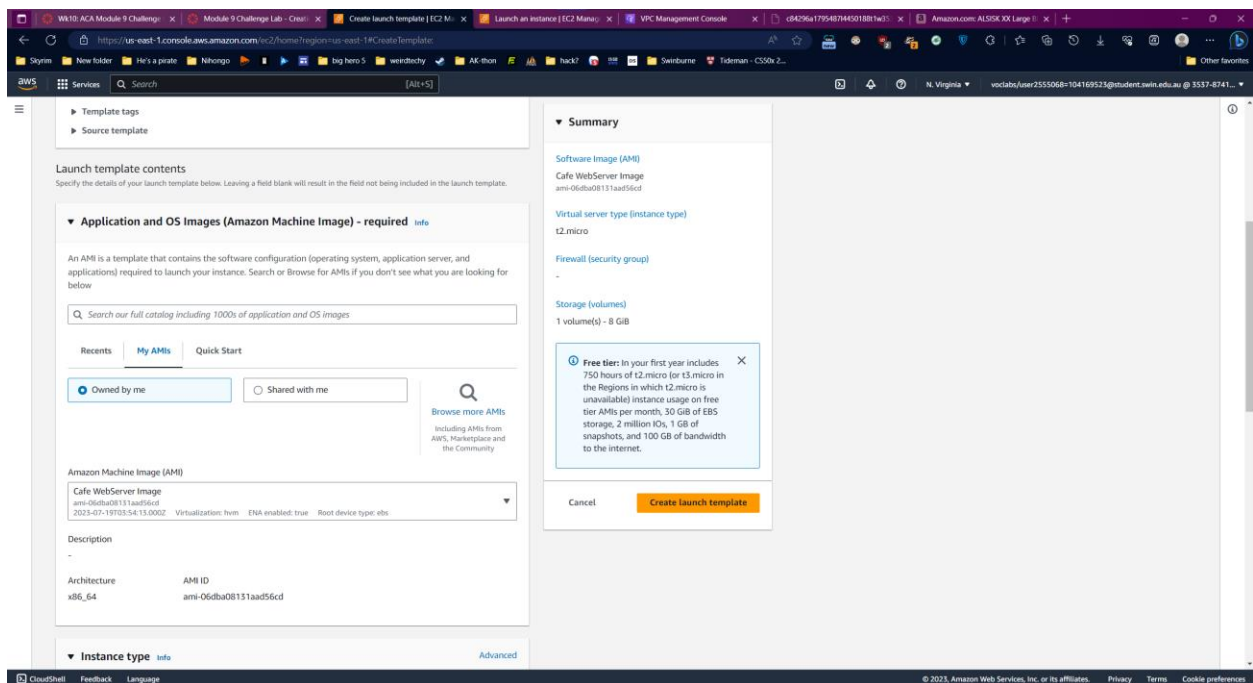 Wk10: ACA Module 9 Challenge
Module 9 Challenge Lab - Creati
Create launch template | EC2 Ma
Launch an instance | EC2 Manag
VPC Management Console
Amazon.com: ALSISK XX Large
https://us-east-1.console.aws.amazon.com/ec2/home?region=us-east-1#CreateTemplate:
Skyrim
New folder
He's a pirate
Nihongo
big hero 5
weirdtechy
AK-thon
hack?
Swinburne
Tideman - CS50x 2...
Other favorites
aws
Services
Search
[Alt+S]
N. Virginia
voclabs/user2555068=104169523@student.swin.edu.au @ 3537-8741...
Template tags
Source template
Launch template contents
Specify the details of your launch template below. Leaving a field blank will result in the field not being included in the launch template.
Application and OS Images (Amazon Machine Image) - required Info
An AMI is a template that contains the software configuration (operating system, application server, and
applications) required to launch your instance. Search or Browse for AMIs if you don't see what you are looking for
below
Search our full catalog including 1000s of application and OS images
Recents
My AMIs
Quick Start
Owned by me
Shared with me
Browse more AMIs
Including AMIs from
AWS, Marketplace and
the Community
Amazon Machine Image (AMI)
Cafe WebServer Image
ami-06dba08131aad56cd
2023-07-19T03:54:13.000Z Virtualization: hvm ENA enabled: true Root device type: ebs
Description
-
Architecture
AMI ID
x86_64
ami-06dba08131aad56cd
Instance type Info
Advanced
Summary
Software Image (AMI)
Cafe WebServer Image
ami-06dba08131aad56cd
Virtual server type (instance type)
t2.micro
Firewall (security group)
-
Storage (volumes)
1 volume(s) - 8 GiB
Free tier: In your first year includes
750 hours of t2.micro (or t3.micro in
the Regions in which t2.micro is
unavailable) instance usage on free
tier AMIs per month, 30 GiB of EBS
storage, 2 million IOs, 1 GB of
snapshots, and 100 GB of bandwidth
to the internet.
Cancel
Create launch template
CloudShell
Feedback
Language
© 2023, Amazon Web Services, Inc. or its affiliates.
Privacy
Terms
Cookie preferences